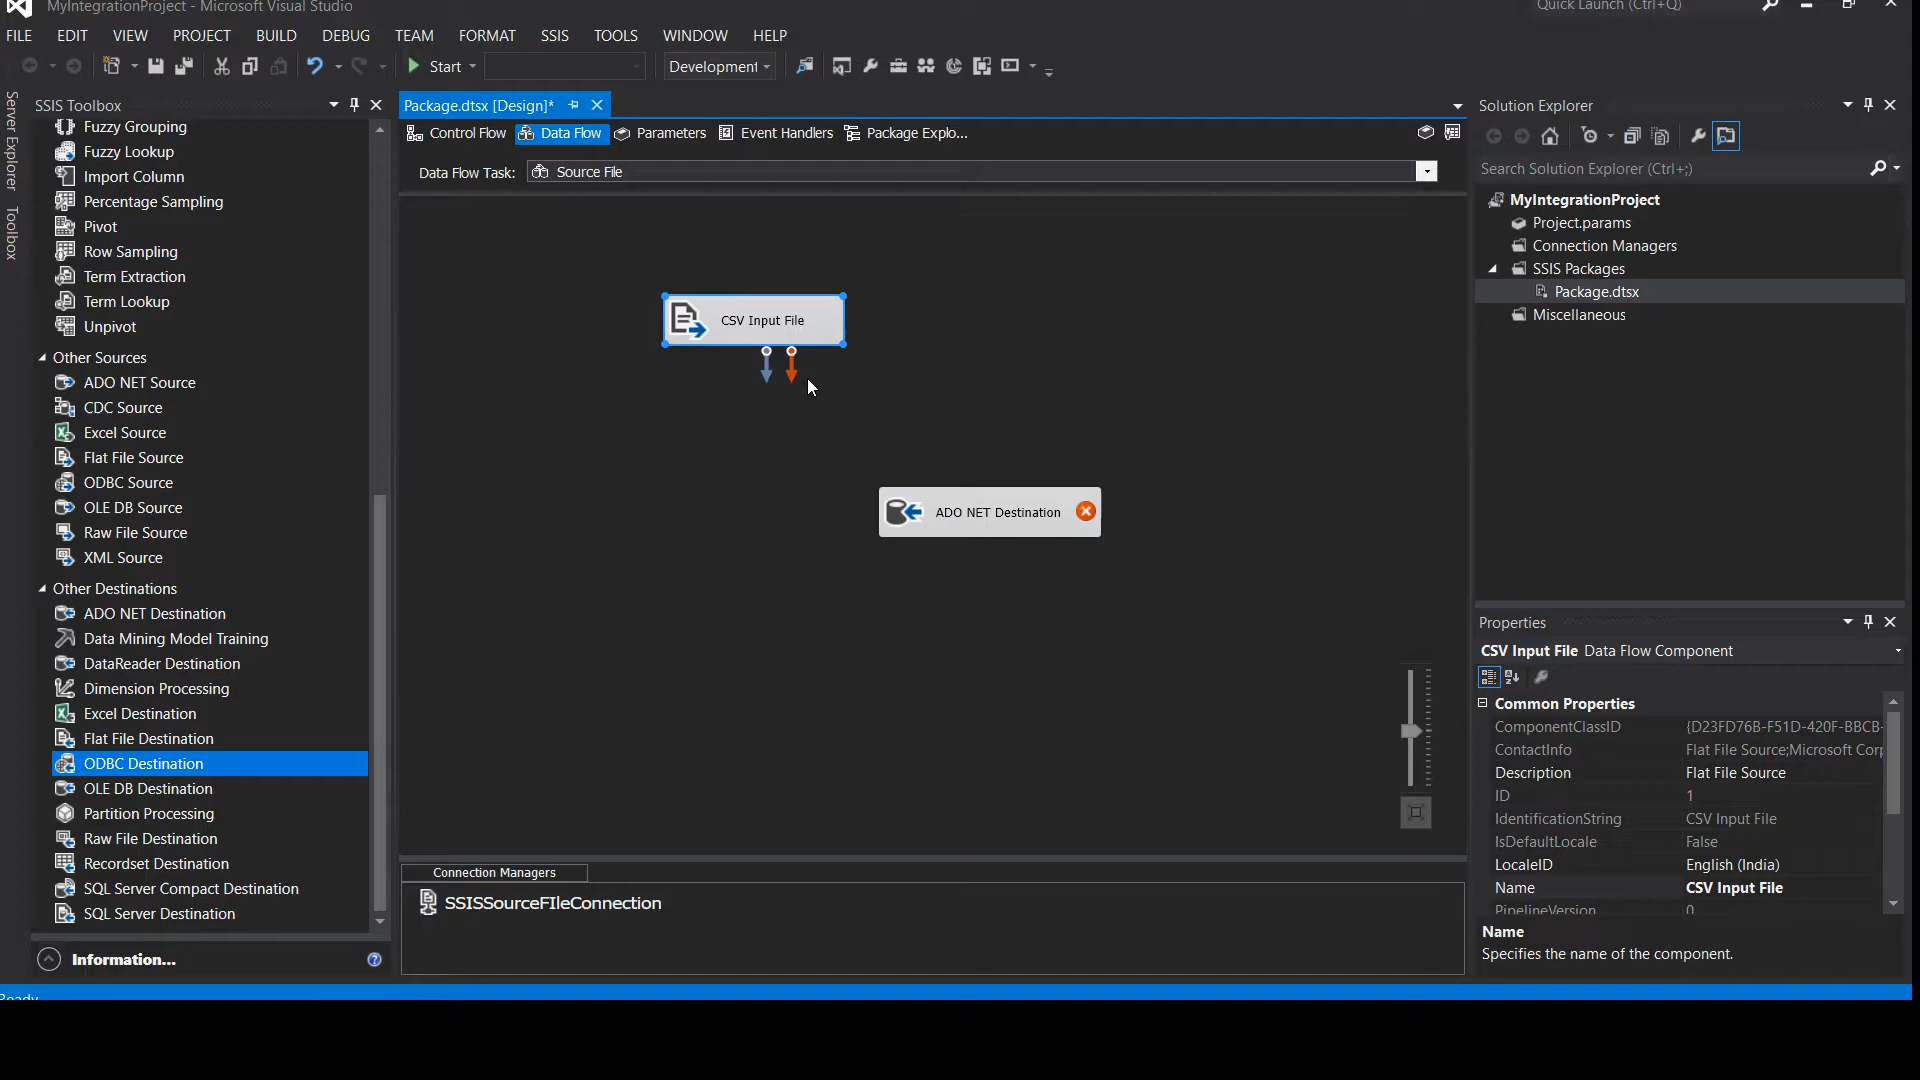 MyIntegrationProject - Microsoft Visual Studio
Quick Launch (Ctrl+Q)
FILE EDIT VIEW PROJECT BUILD DEBUG TEAM FORMAT SSIS TOOLS WINDOW HELP
Start
Development
Server Explorer
Toolbox
SSIS Toolbox
Fuzzy Grouping
Fuzzy Lookup
Import Column
Percentage Sampling
Pivot
Row Sampling
Term Extraction
Term Lookup
Unpivot
Other Sources
ADO NET Source
CDC Source
Excel Source
Flat File Source
ODBC Source
OLE DB Source
Raw File Source
XML Source
Other Destinations
ADO NET Destination
Data Mining Model Training
DataReader Destination
Dimension Processing
Excel Destination
Flat File Destination
ODBC Destination
OLE DB Destination
Partition Processing
Raw File Destination
Recordset Destination
SQL Server Compact Destination
SQL Server Destination
Information...
Package.dtsx [Design]*
Control Flow Data Flow Parameters Event Handlers Package Explo...
Data Flow Task: Source File
CSV Input File
ADO NET Destination
Connection Managers
SSISSourceFIleConnection
Solution Explorer
Search Solution Explorer (Ctrl+;)
MyIntegrationProject
Project.params
Connection Managers
SSIS Packages
Package.dtsx
Miscellaneous
Properties
CSV Input File Data Flow Component
Common Properties
ComponentClassID {D23FD76B-F51D-420F-BBCB-
ContactInfo Flat File Source;Microsoft Corp
Description Flat File Source
ID 1
IdentificationString CSV Input File
IsDefaultLocale False
LocaleID English (India)
Name CSV Input File
PipelineVersion 0
Name
Specifies the name of the component.
Ready